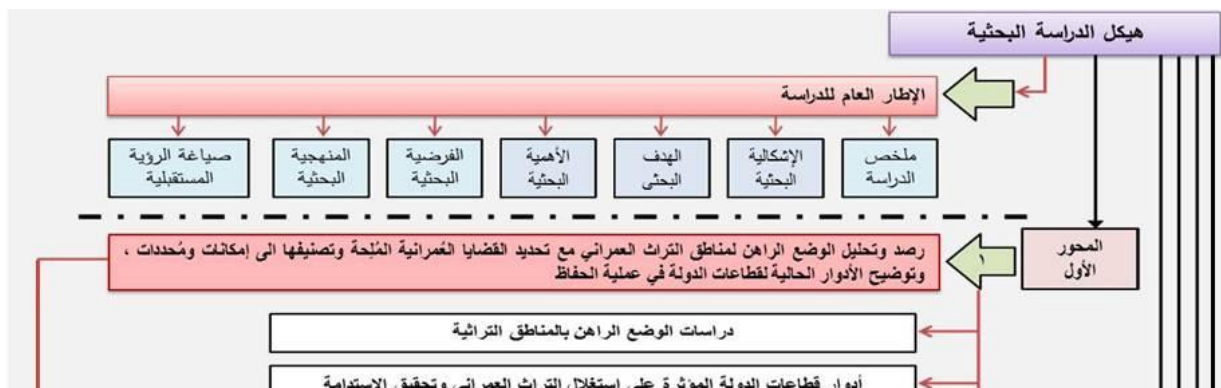 هيكل الدراسة البحثية
الإطار العام للدراسة
ملخص
الدراسة
الإشكالية
البحثية
الهدف
البحثى
الأهمية
البحثية
الفرضية
البحثية
المنهجية
البحثية
صياغة الرؤية
المستقبلية
المحور
الأول
١
رصد وتحليل الوضع الراهن لمناطق التراث العمراني مع تحديد القضايا العُمرانية المُلِحة وتصنيفها الى إمكانات ومُحددات ،
وتوضيح الأدوار الحالية لقطاعات الدولة في عملية الحفاظ
دراسات الوضع الراهن بالمناطق التراثية
أدوار قطاعات الدولة المؤثرة على استغلال التراث العمراني وتحقيق الاستدامة